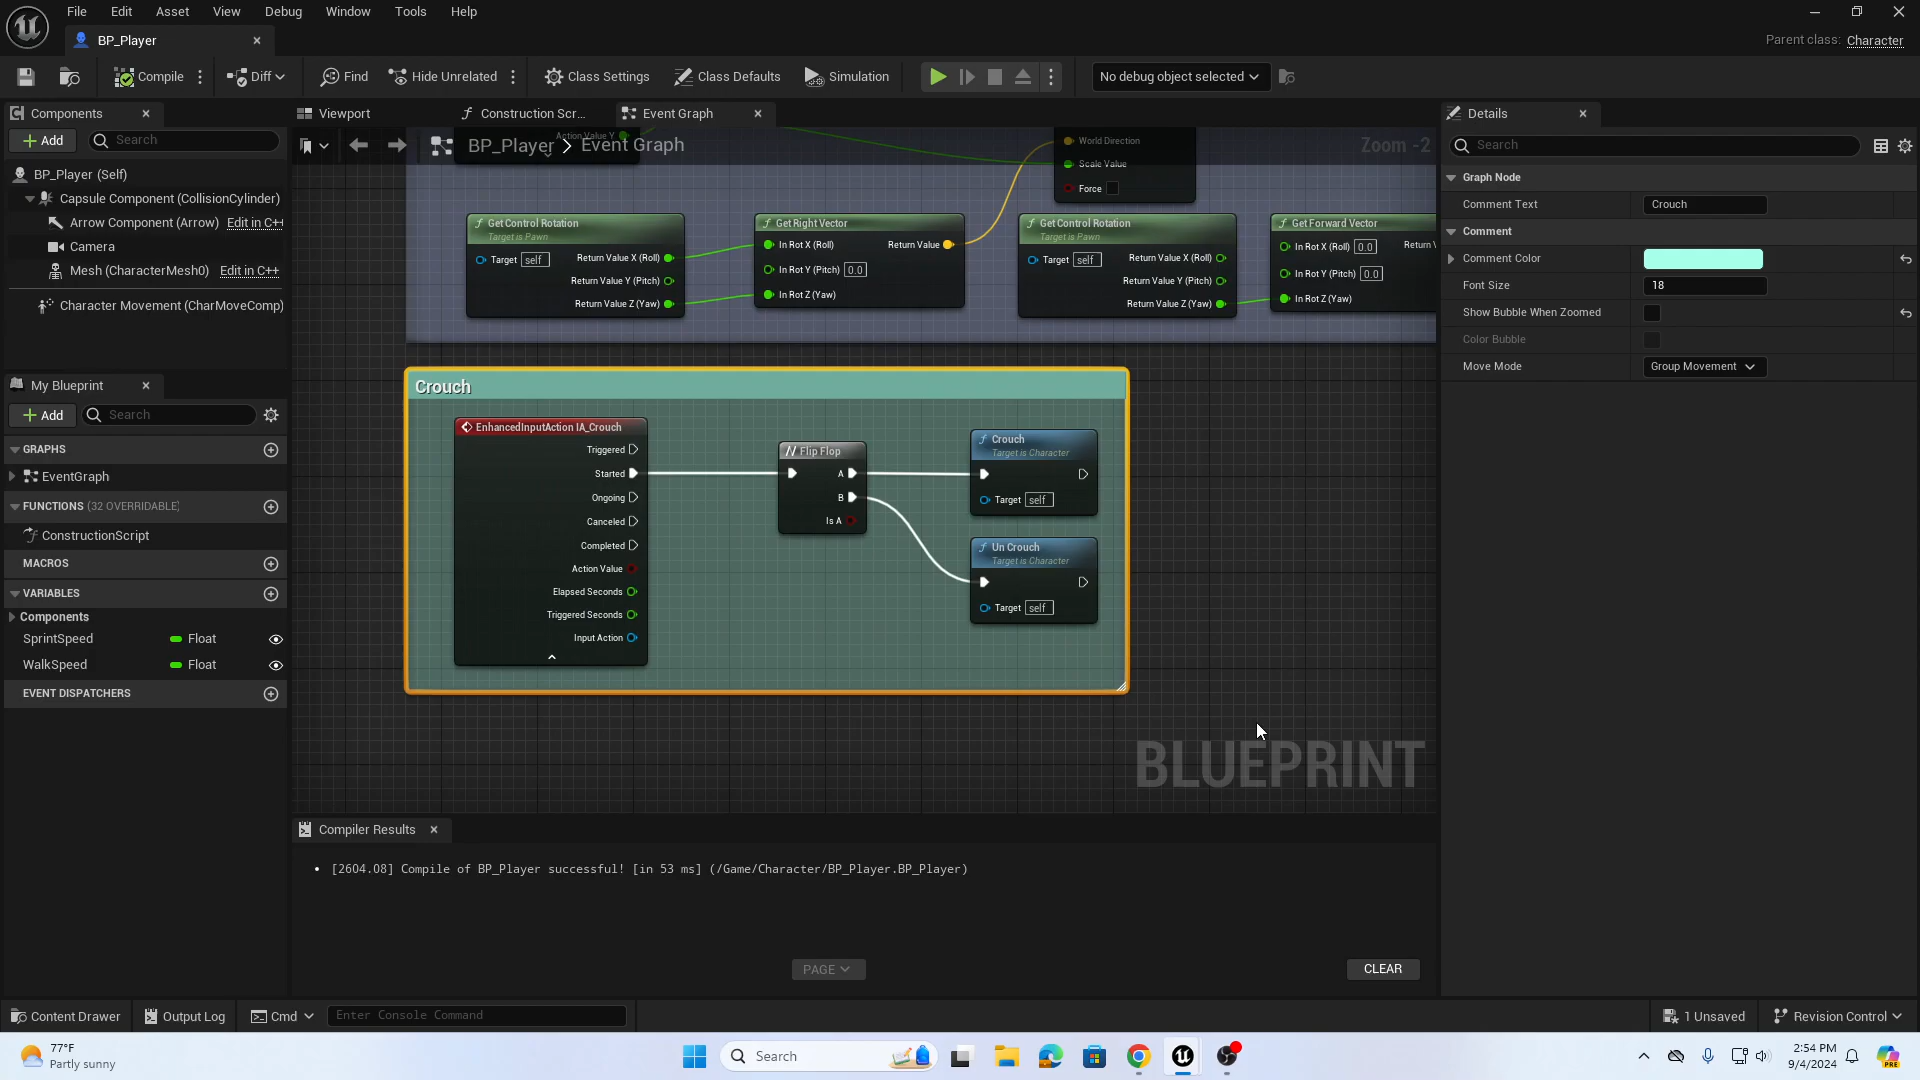 File Edit Asset View Debug Window Tools Help
BP_Player
Parent class: Character
Compile Diff Find Hide Unrelated Class Settings Class Defaults Simulation No debug object selected
Components
Viewport Construction Scr... Event Graph
Details
Add Search
BP_Player > Event Graph
Zoom -2
Search
BP_Player (Self)
Capsule Component (CollisionCylinder)
Arrow Component (Arrow) Edit in C++
Camera
Mesh (CharacterMesh0) Edit in C++
Character Movement (CharMoveComp)
My Blueprint
Add Search
GRAPHS
EventGraph
FUNCTIONS (32 OVERRIDABLE)
ConstructionScript
MACROS
VARIABLES
Components
SprintSpeed Float
WalkSpeed Float
EVENT DISPATCHERS
Action Value Y
World Direction
Scale Value
Force
Get Control Rotation
Target is Pawn
Target self
Return Value X (Roll)
Return Value Y (Pitch)
Return Value Z (Yaw)
Get Right Vector
In Rot X (Roll) Return Value
In Rot Y (Pitch) 0.0
In Rot Z (Yaw)
Get Control Rotation
Target is Pawn
Target self
Return Value X (Roll)
Return Value Y (Pitch)
Return Value Z (Yaw)
Get Forward Vector
In Rot X (Roll) 0.0
In Rot Y (Pitch) 0.0
In Rot Z (Yaw)
Crouch
EnhancedInputAction IA_Crouch
Triggered
Started
Ongoing
Canceled
Completed
Action Value
Elapsed Seconds
Triggered Seconds
Input Action
Flip Flop
A
B
Is A
Crouch
Target is Character
Target self
Un Crouch
Target is Character
Target self
BLUEPRINT
Graph Node
Comment Text Crouch
Comment
Comment Color
Font Size 18
Show Bubble When Zoomed
Color Bubble
Move Mode Group Movement
Compiler Results
[2604.08] Compile of BP_Player successful! [in 53 ms] (/Game/Character/BP_Player.BP_Player)
PAGE
CLEAR
Content Drawer Output Log Cmd Enter Console Command 1 Unsaved Revision Control
77°F
Partly sunny
Search
2:54 PM
9/4/2024
PRE